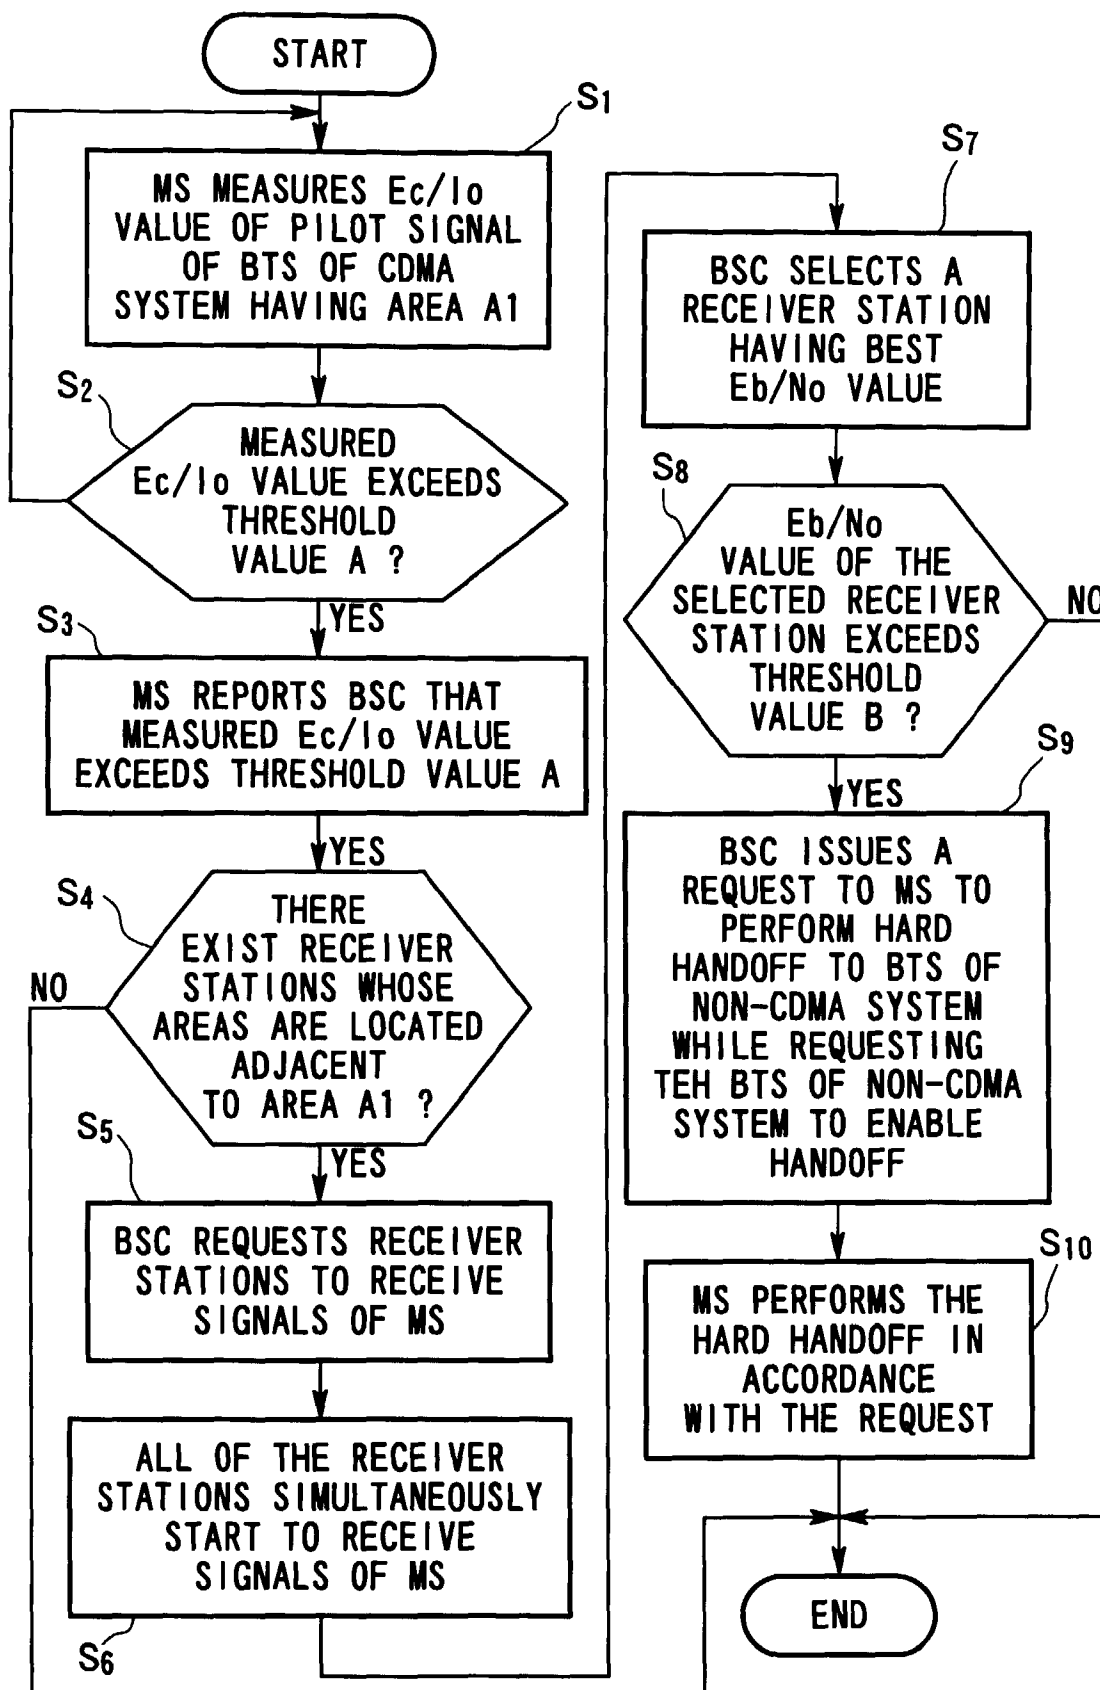 START
S1
MS MEASURES Ec/Io
VALUE OF PILOT SIGNAL
OF BTS OF CDMA
SYSTEM HAVING AREA A1
S2
MEASURED
Ec/Io VALUE EXCEEDS
THRESHOLD
VALUE A ?
YES
S3
MS REPORTS BSC THAT
MEASURED Ec/Io VALUE
EXCEEDS THRESHOLD VALUE A
YES
S4
THERE
EXIST RECEIVER
STATIONS WHOSE
AREAS ARE LOCATED
ADJACENT
TO AREA A1 ?
NO
YES
S5
BSC REQUESTS RECEIVER
STATIONS TO RECEIVE
SIGNALS OF MS
ALL OF THE RECEIVER
STATIONS SIMULTANEOUSLY
START TO RECEIVE
SIGNALS OF MS
S6
S7
BSC SELECTS A
RECEIVER STATION
HAVING BEST
Eb/No VALUE
S8
Eb/No
VALUE OF THE
SELECTED RECEIVER
STATION EXCEEDS
THRESHOLD
VALUE B ?
NO
YES
S9
BSC ISSUES A
REQUEST TO MS TO
PERFORM HARD
HANDOFF TO BTS OF
NON-CDMA SYSTEM
WHILE REQUESTING
TEH BTS OF NON-CDMA
SYSTEM TO ENABLE
HANDOFF
S10
MS PERFORMS THE
HARD HANDOFF IN
ACCORDANCE
WITH THE REQUEST
END